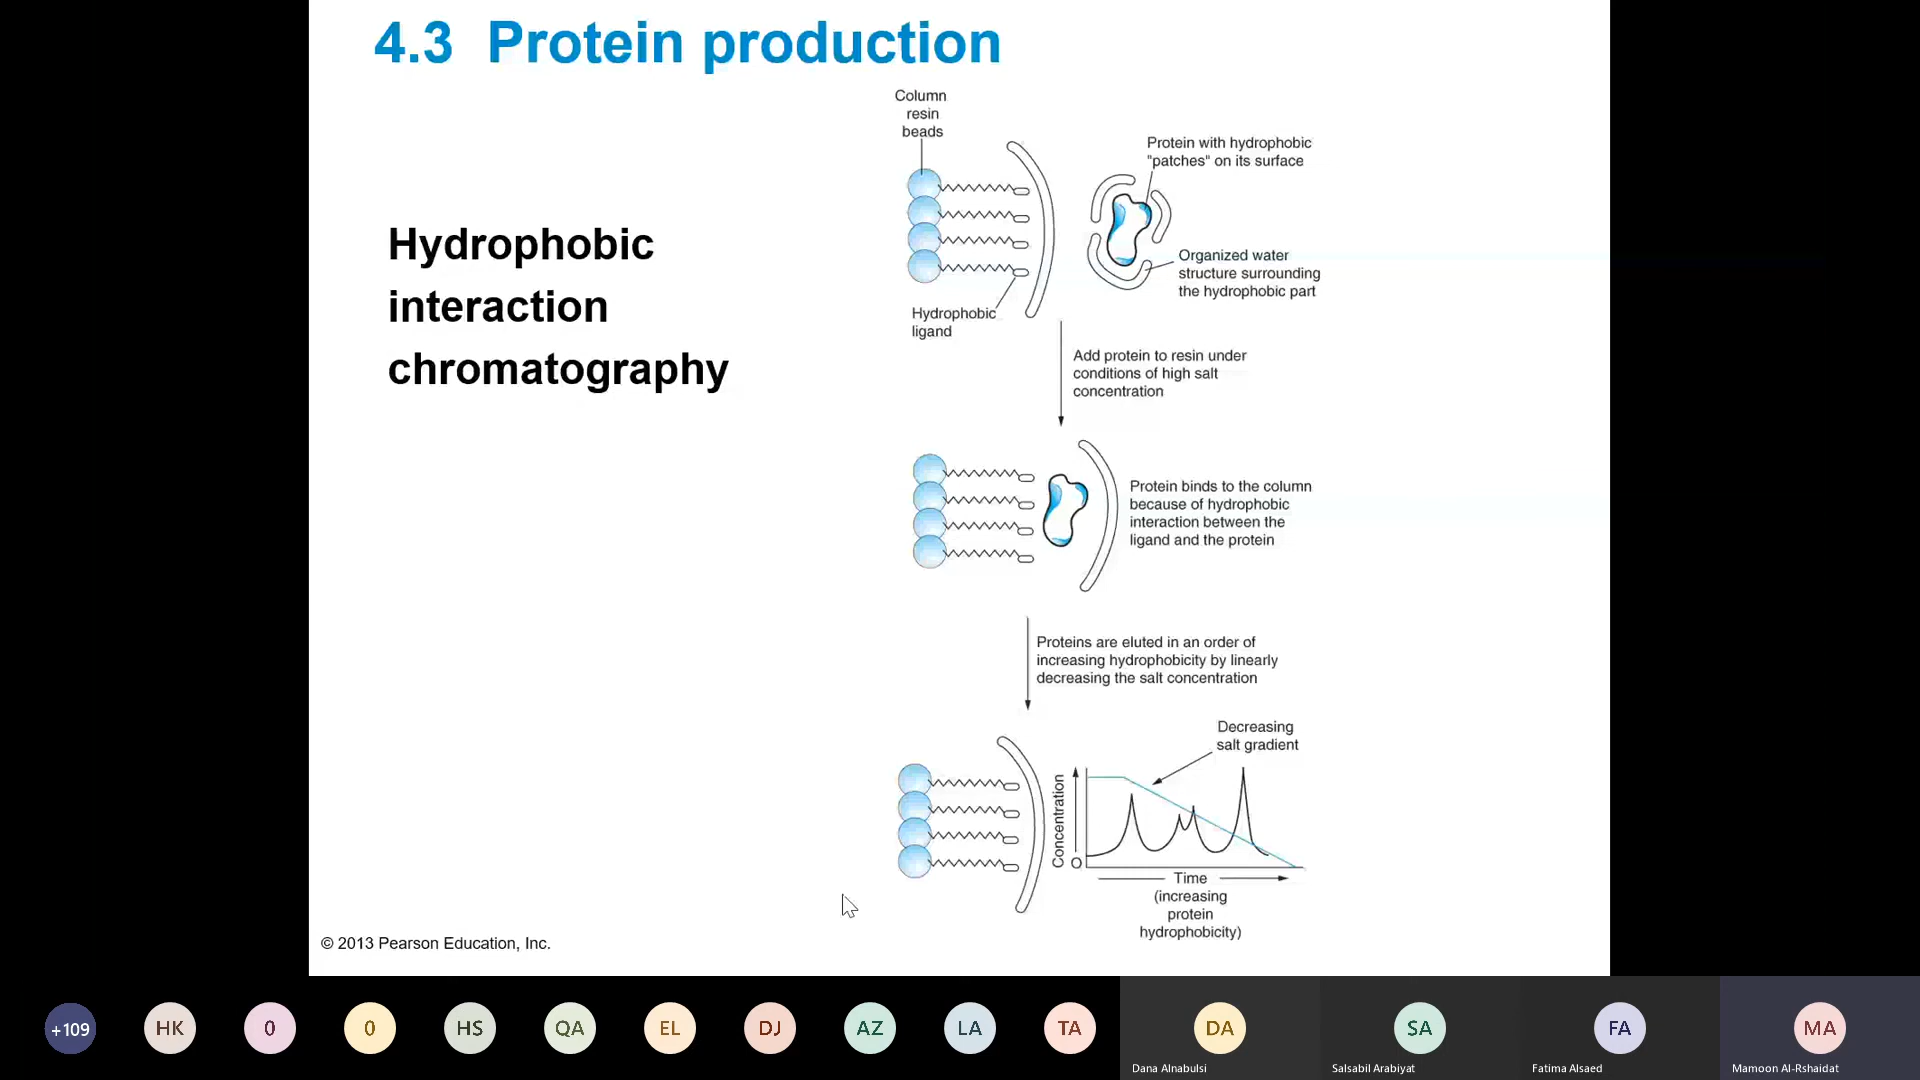 4.3 Protein production
Column
resin
beads
Protein with hydrophobic
"patches" on its surface
Hydrophobic
interaction
chromatography
Organized water
structure surrounding
the hydrophobic part
Hydrophobic
ligand
Add protein to resin under
conditions of high salt
concentration
Protein binds to the column
because of hydrophobic
interaction between the
ligand and the protein
Proteins are eluted in an order of
increasing hydrophobicity by linearly
decreasing the salt concentration
Decreasing
salt gradient
Concentration
O
Time
(increasing
protein
hydrophobicity)
© 2013 Pearson Education, Inc.
+109
HK
0
0
HS
QA
EL
DJ
AZ
LA
TA
DA
SA
FA
MA
Dana Alnabulsi
Salsabil Arabiyat
Fatima Alsaed
Mamoon Al-Rshaidat